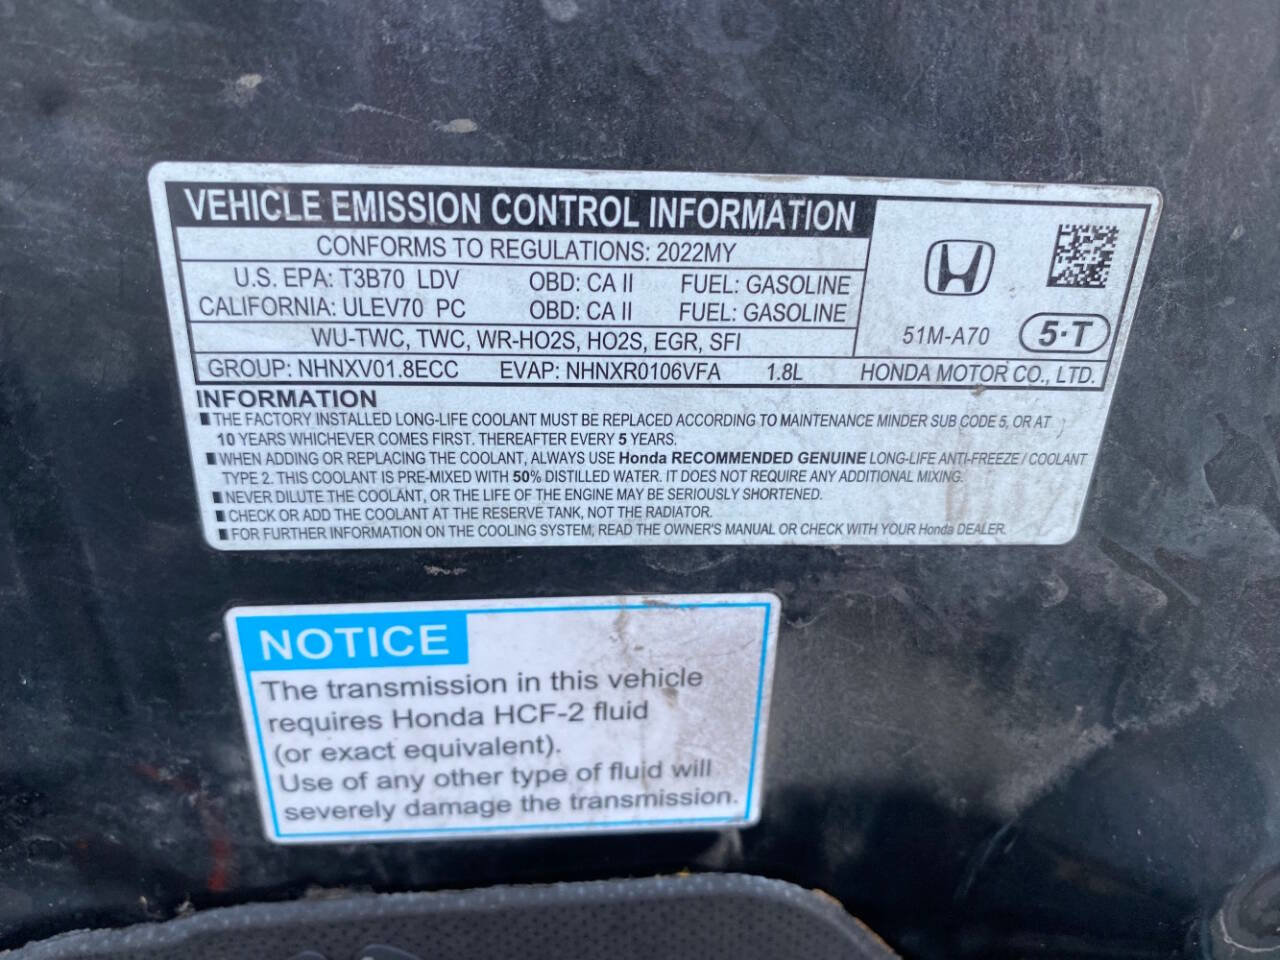 VEHICLE EMISSION CONTROL INFORMATION
CONFORMS TO REGULATIONS: 2022MY
U.S. EPA: T3B70 LDV OBD: CA II FUEL: GASOLINE
CALIFORNIA: ULEV70 PC OBD: CA II FUEL: GASOLINE
WU-TWC, TWC, WR-HO2S, HO2S, EGR, SFI
51M-A70 5·T
GROUP: NHNXV01.8ECC EVAP: NHNXR0106VFA 1.8L HONDA MOTOR CO., LTD.
INFORMATION
■ THE FACTORY INSTALLED LONG-LIFE COOLANT MUST BE REPLACED ACCORDING TO MAINTENANCE MINDER SUB CODE 5, OR AT
10 YEARS WHICHEVER COMES FIRST. THEREAFTER EVERY 5 YEARS.
■ WHEN ADDING OR REPLACING THE COOLANT, ALWAYS USE Honda RECOMMENDED GENUINE LONG-LIFE ANTI-FREEZE / COOLANT
TYPE 2. THIS COOLANT IS PRE-MIXED WITH 50% DISTILLED WATER. IT DOES NOT REQUIRE ANY ADDITIONAL MIXING.
■ NEVER DILUTE THE COOLANT, OR THE LIFE OF THE ENGINE MAY BE SERIOUSLY SHORTENED.
■ CHECK OR ADD THE COOLANT AT THE RESERVE TANK, NOT THE RADIATOR.
■ FOR FURTHER INFORMATION ON THE COOLING SYSTEM, READ THE OWNER'S MANUAL OR CHECK WITH YOUR Honda DEALER.
NOTICE
The transmission in this vehicle
requires Honda HCF-2 fluid
(or exact equivalent).
Use of any other type of fluid will
severely damage the transmission.